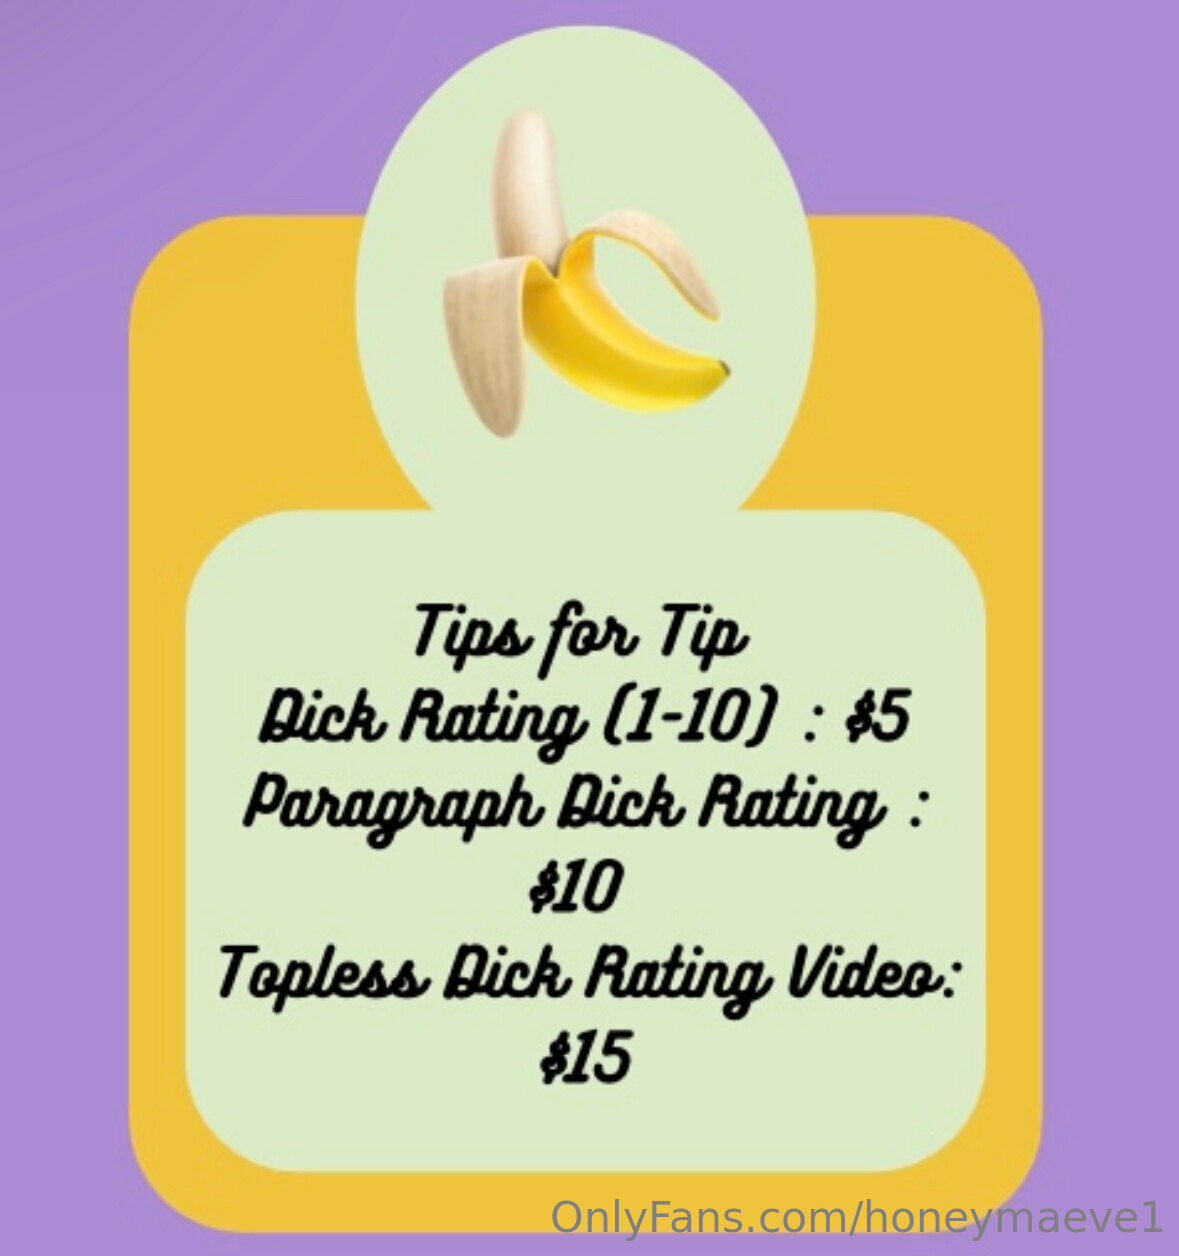 Tips for Tip
Dick Rating (1-10) : $5
Paragraph Dick Rating :
$10
Topless Dick Rating Video:
$15
OnlyFans.com/honeymaeve1